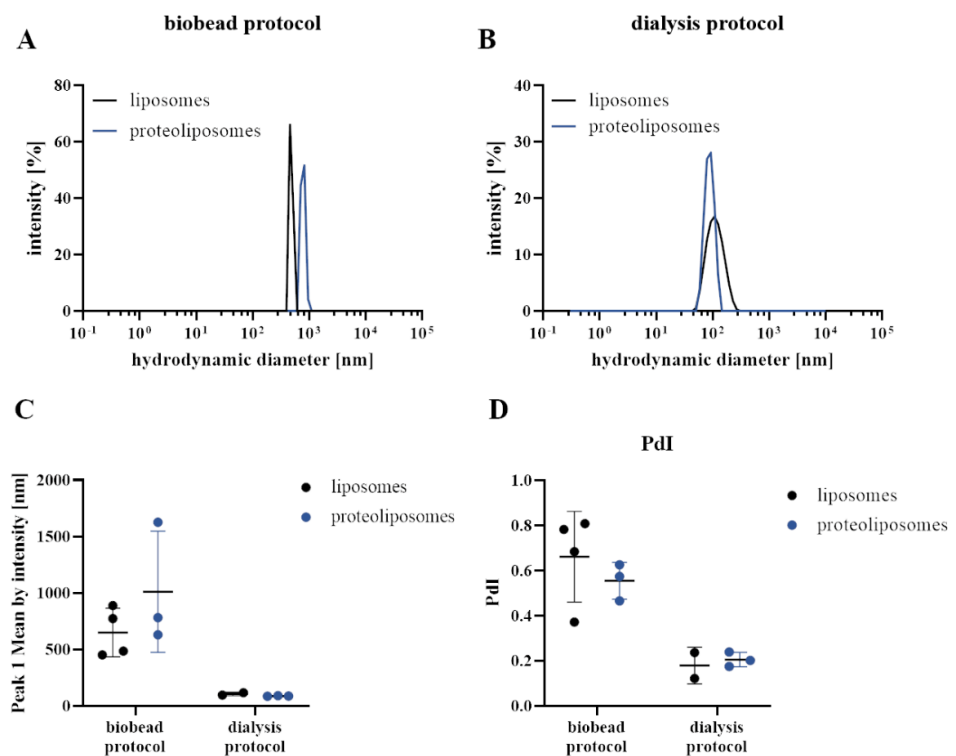 A
biobead protocol
80
60
40
20
0
intensity [%]
liposomes
proteoliposomes
10-1
100
101
102
103
104
105
hydrodynamic diameter [nm]
B
dialysis protocol
40
30
20
10
0
intensity [%]
liposomes
proteoliposomes
10-1
100
101
102
103
104
105
hydrodynamic diameter [nm]
C
2000
1500
1000
500
0
Peak 1 Mean by intensity [nm]
liposomes
proteoliposomes
biobead
protocol
dialysis
protocol
D
PdI
1.0
0.8
0.6
0.4
0.2
0.0
PdI
liposomes
proteoliposomes
biobead
protocol
dialysis
protocol